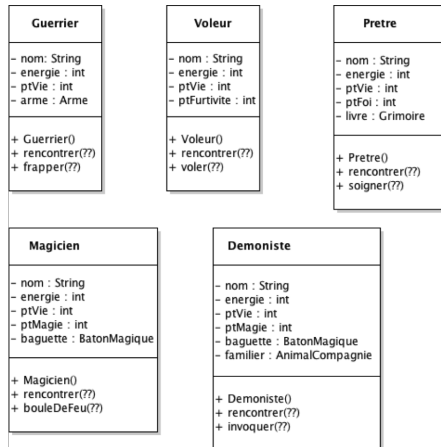 Guerrier
- nom: String
- energie : int
- ptVie : int
- arme : Arme
+ Guerrier()
+ rencontrer(??)
+ frapper(??)
Voleur
- nom : String
- energie : int
- ptVie : int
- ptFurtivite : int
+ Voleur()
+ rencontrer(??)
+ voler(??)
Pretre
- nom : String
- energie : int
- ptVie : int
- ptFoi : int
- livre : Grimoire
+ Pretre()
+ rencontrer(??)
+ soigner(??)
Magicien
- nom : String
- energie : int
- ptVie : int
- ptMagie : int
- baguette : BatonMagique
+ Magicien()
+ rencontrer(??)
+ bouleDeFeu(??)
Demoniste
- nom : String
- energie : int
- ptVie : int
- ptMagie : int
- baguette : BatonMagique
- familier : AnimalCompagnie
+ Demoniste()
+ rencontrer(??)
+ invoquer(??)